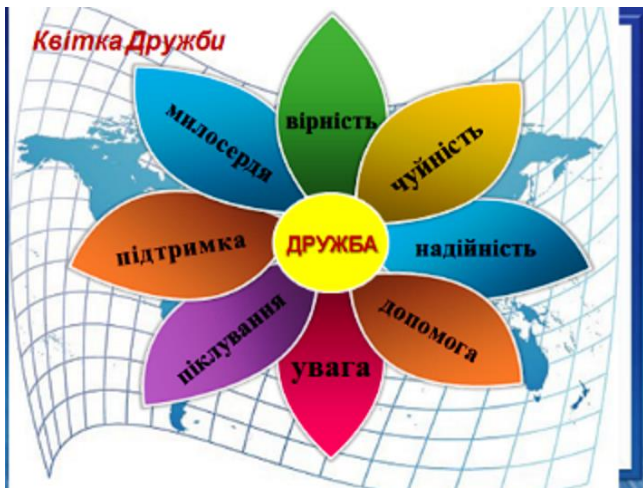 Квітка Дружби
вірність
чуйність
надійність
допомога
увага
піклування
підтримка
милосердя
ДРУЖБА